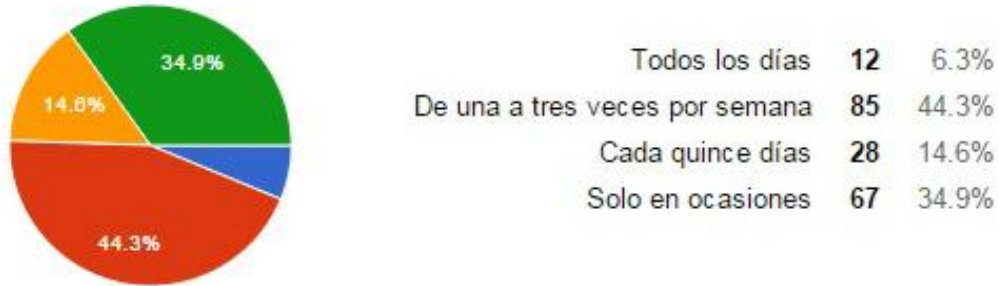 34.9%
14.6%
44.3%
Todos los días 12 6.3%
De una a tres veces por semana 85 44.3%
Cada quince días 28 14.6%
Solo en ocasiones 67 34.9%